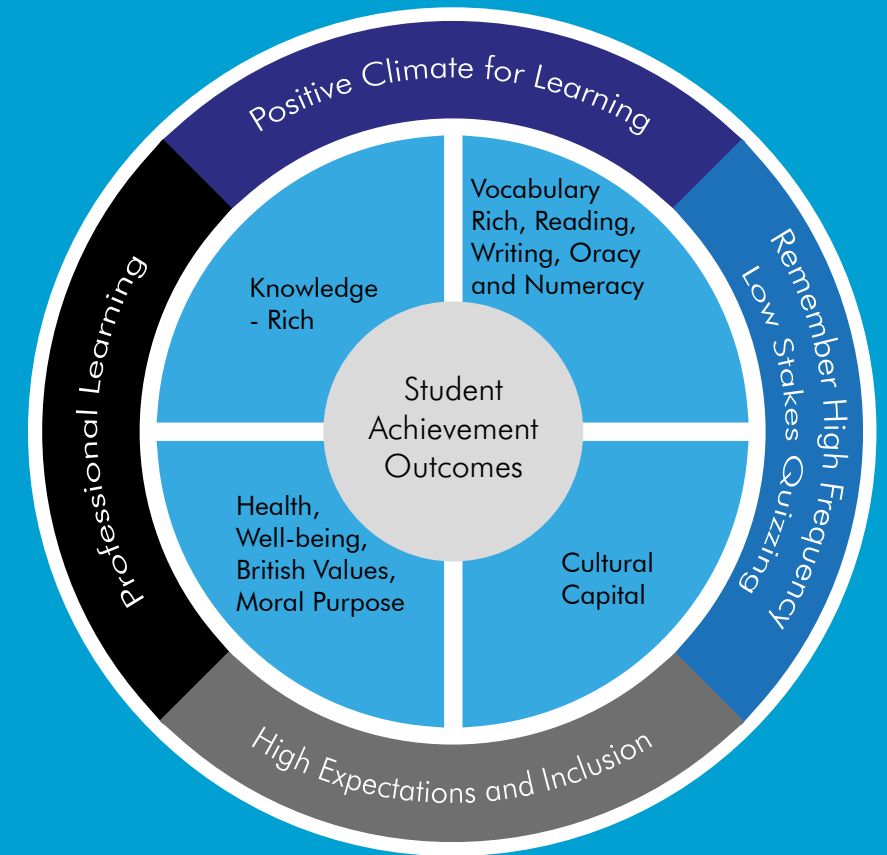 Positive Climate for Learning
Vocabulary
Rich, Reading,
Writing, Oracy
and Numeracy
Remember High Frequency
Low Stakes Quizzing
Knowledge
- Rich
Professional Learning
Student
Achievement
Outcomes
Health,
Well-being,
British Values,
Moral Purpose
Cultural
Capital
High Expectations and Inclusion